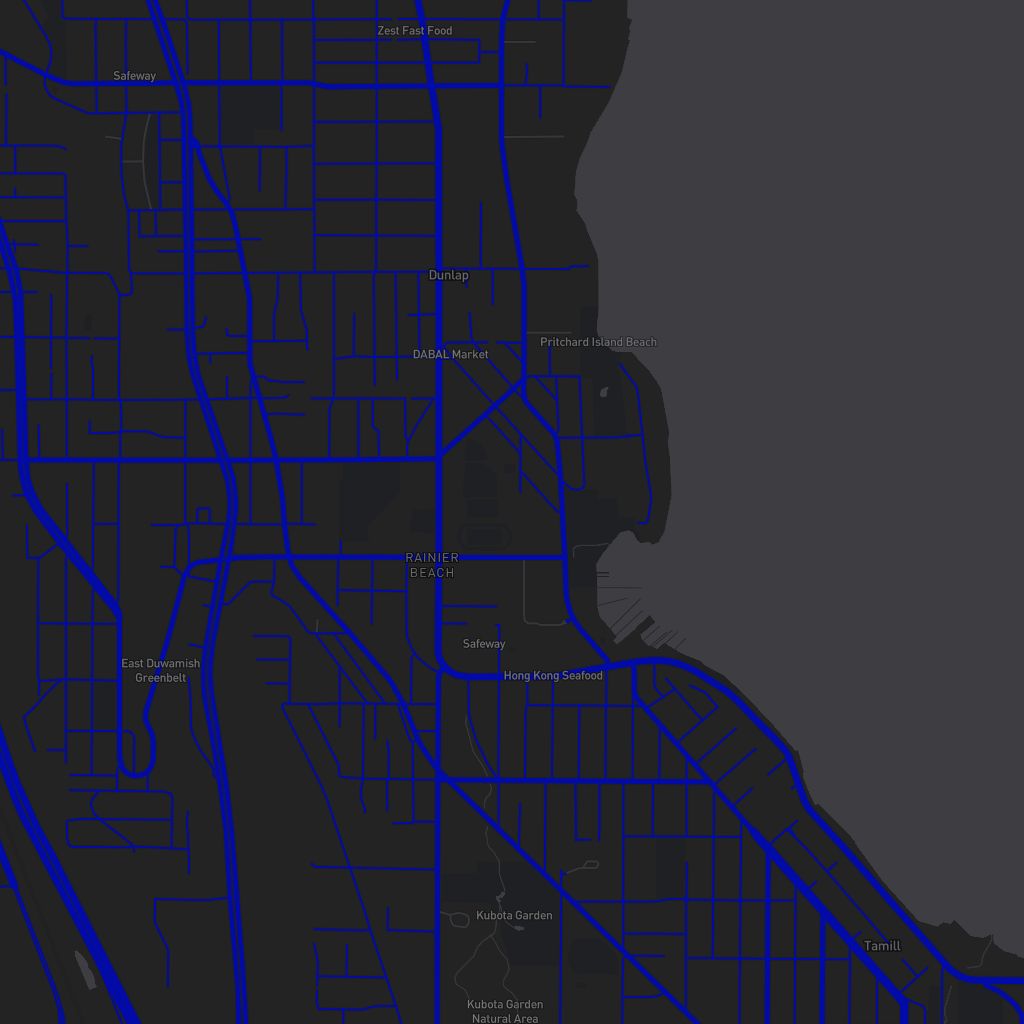 Zest Fast Food
Safeway
Dunlap
Pritchard Island Beach
DABAL Market
RAINIER
BEACH
Safeway
East Duwamish
Greenbelt
Hong Kong Seafood
Kubota Garden
Tamill
Kubota Garden
Natural Area